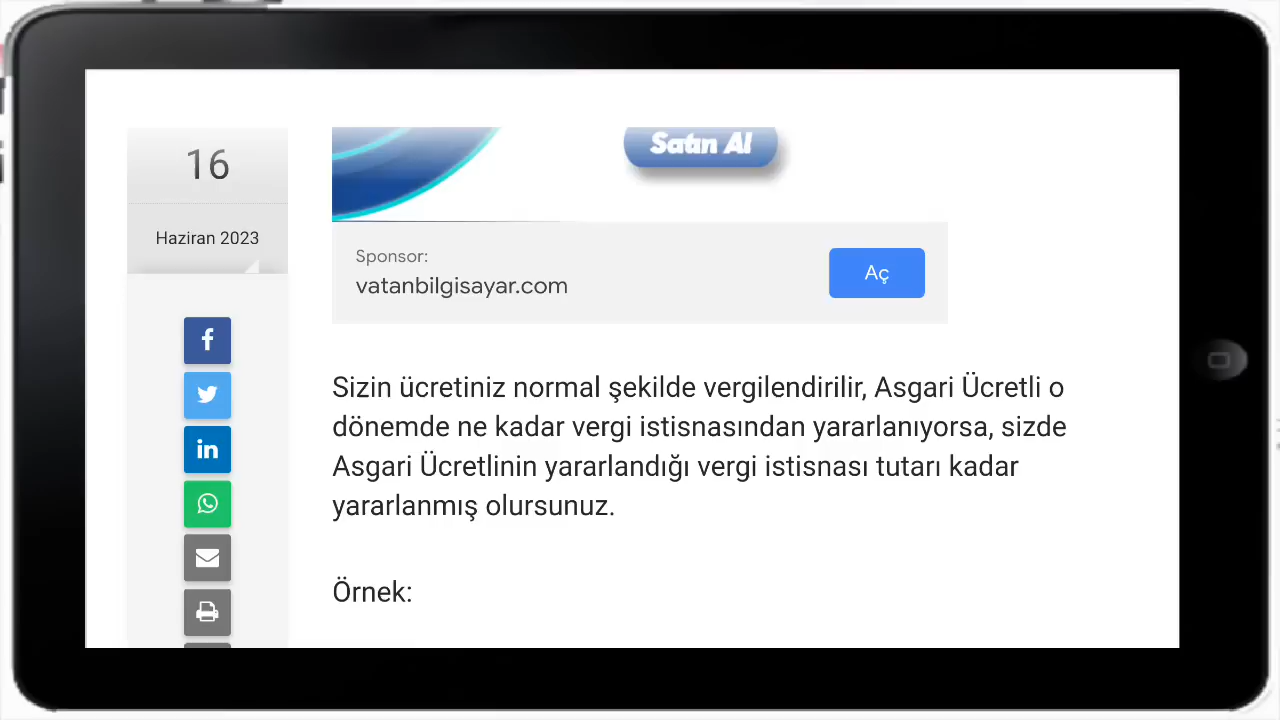 16
Haziran 2023
Satın Al
Sponsor:
vatanbilgisayar.com
Aç
Sizin ücretiniz normal şekilde vergilendirilir, Asgari Ücretli o
dönemde ne kadar vergi istisnasından yararlanıyorsa, sizde
Asgari Ücretlinin yararlandığı vergi istisnası tutarı kadar
yararlanmış olursunuz.
Örnek: